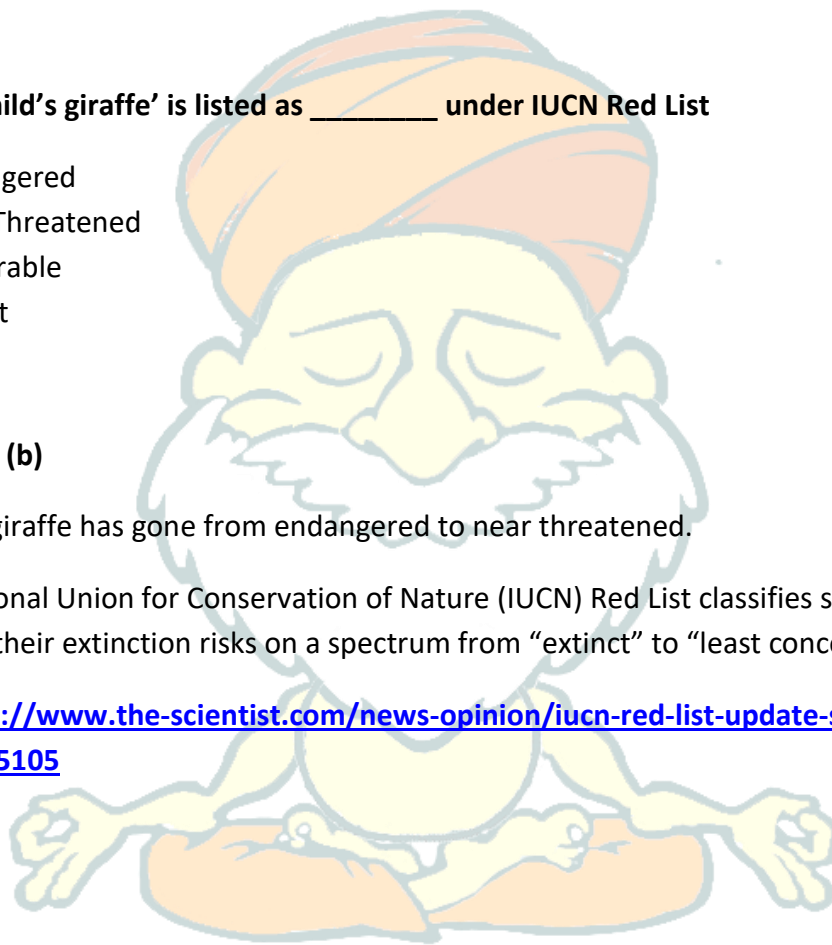 ild’s giraffe’ is listed as ________ under IUCN Red List
gered
Threatened
rable
t
(b)
giraffe has gone from endangered to near threatened.
onal Union for Conservation of Nature (IUCN) Red List classifies s
their extinction risks on a spectrum from “extinct” to “least conc
://www.the-scientist.com/news-opinion/iucn-red-list-update-s
5105